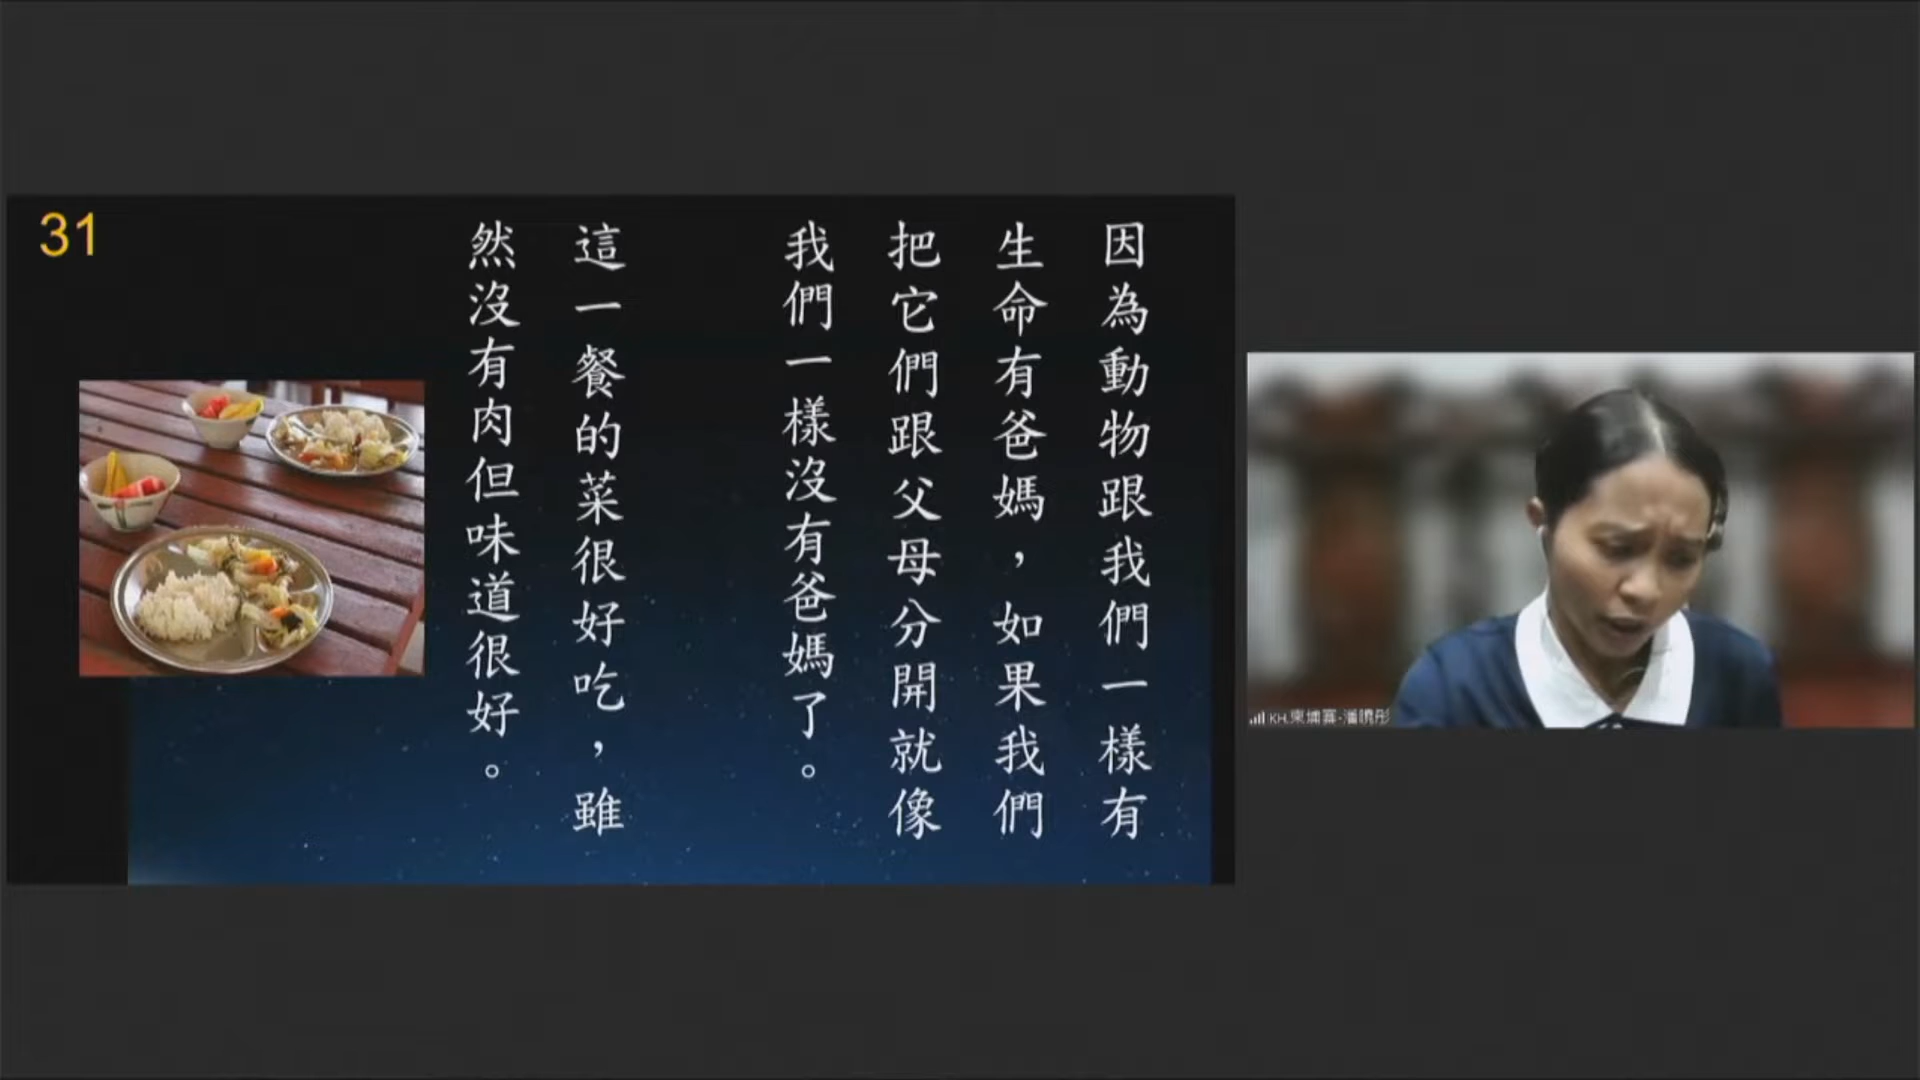 31
因為動物跟我們一樣有
生命有爸媽，如果我們
把它們跟父母分開就像
我們一樣沒有爸媽了。
這一餐的菜很好吃，雖
然沒有肉但味道很好。
KH.柬埔寨-潘曉彤